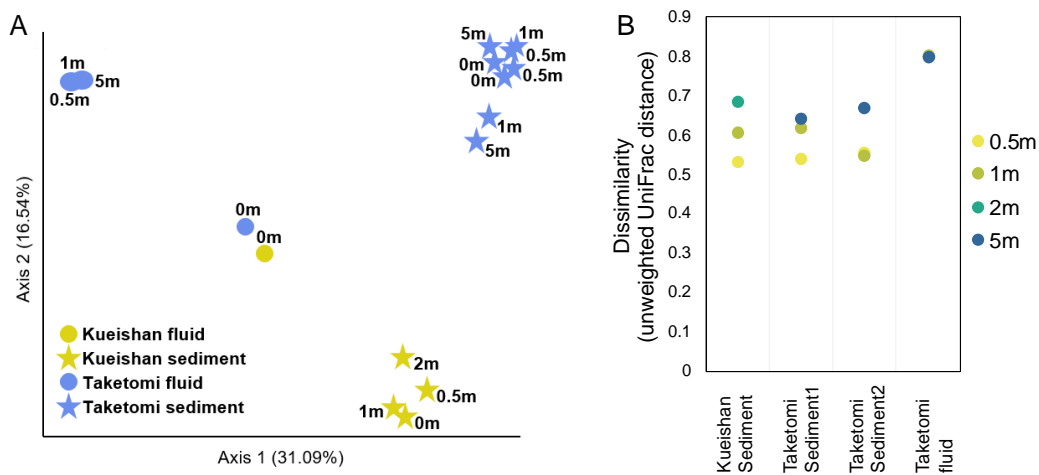 A
5m
1m
0.5m
0m
0.5m
0m
1m
5m
1m
5m
0.5m
0m
0m
2m
0.5m
1m
0m
Kueishan fluid
Kueishan sediment
Taketomi fluid
Taketomi sediment
Axis 2 (16.54%)
Axis 1 (31.09%)
B
Dissimilarity
(unweighted UniFrac distance)
0.9
0.8
0.7
0.6
0.5
0.4
0.3
0.2
0.1
0
Kueishan
Sediment
Taketomi
Sediment1
Taketomi
Sediment2
Taketomi
fluid
0.5m
1m
2m
5m